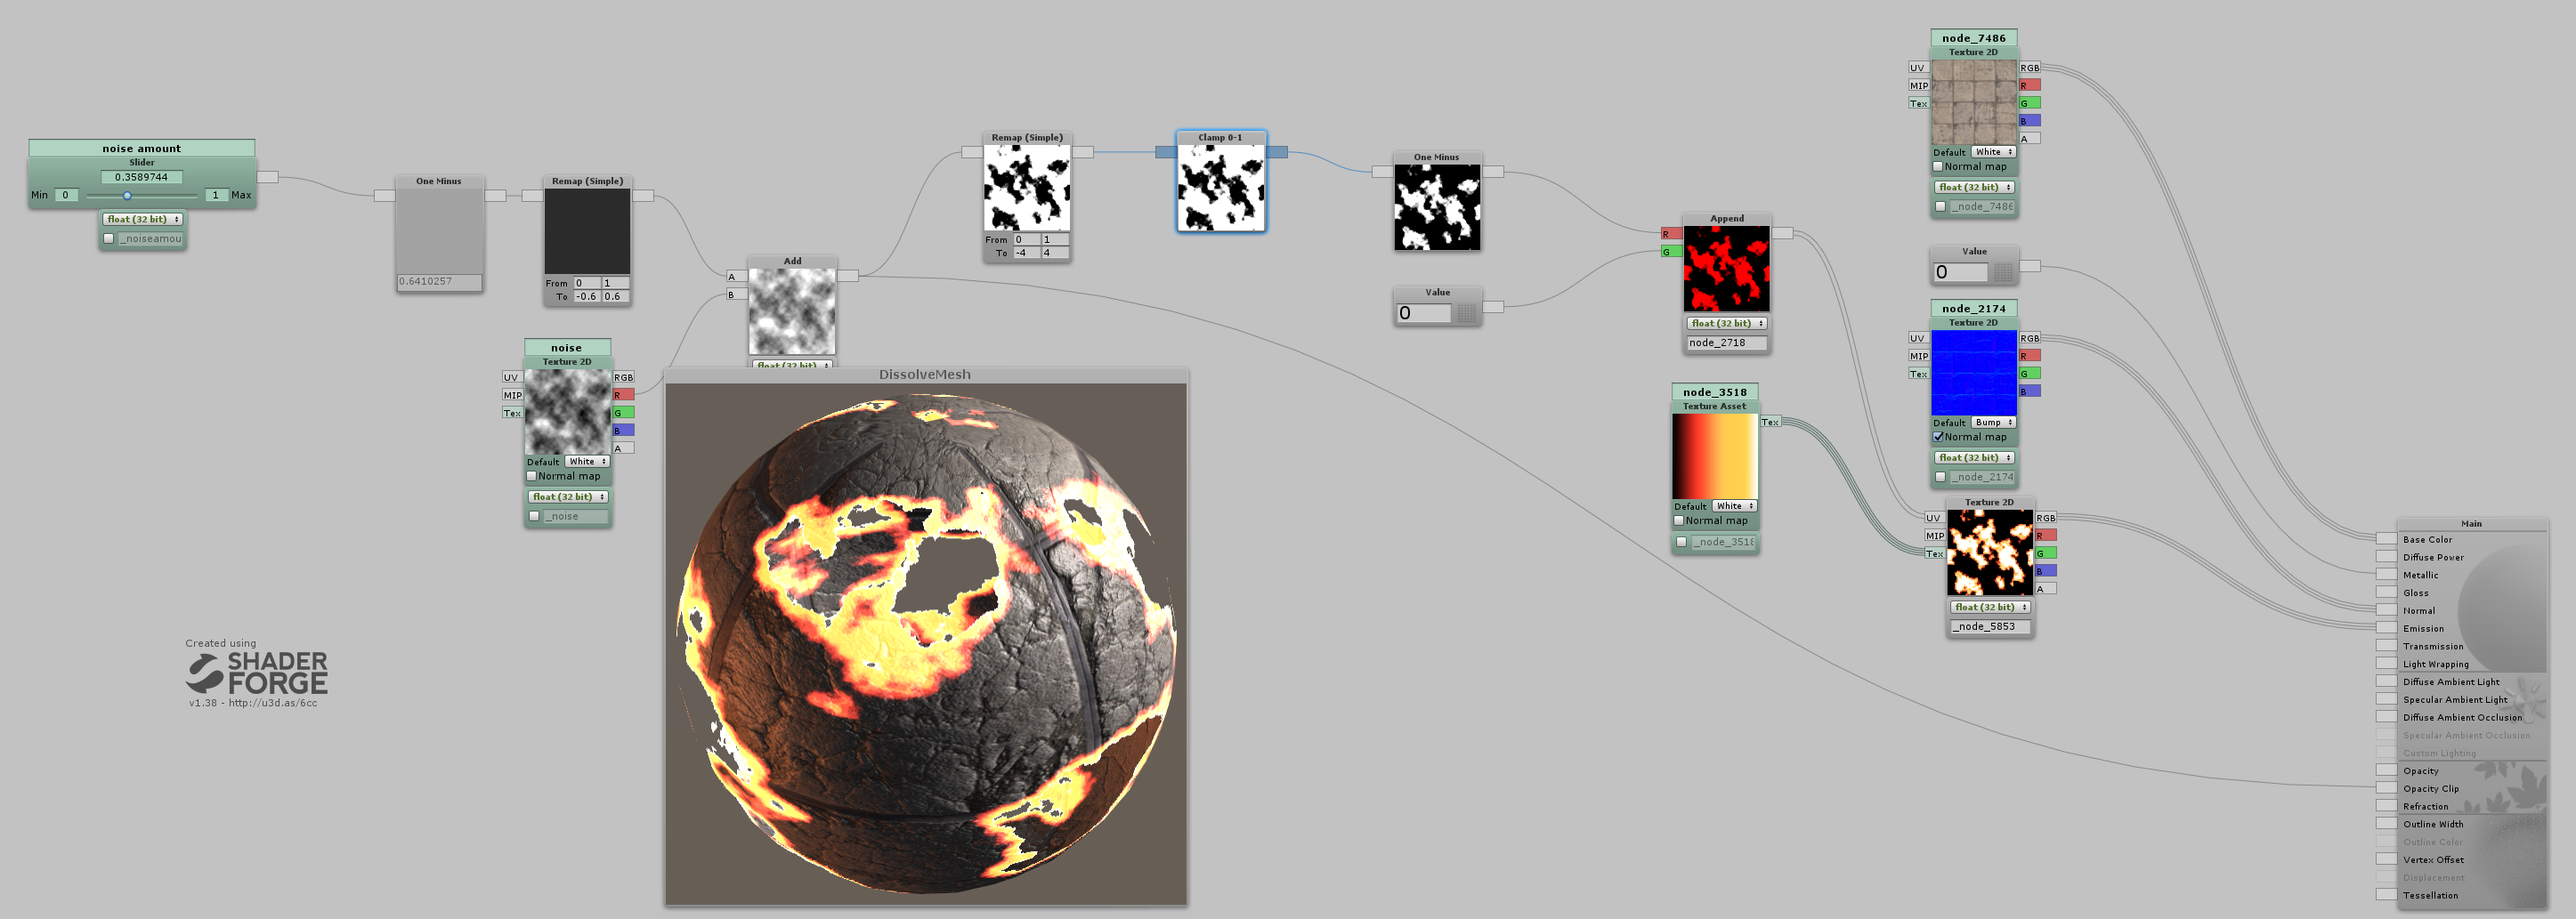 noise amount
Slider
0.3589744
Min 0 1 Max
float (32 bit)
_noiseamou
One Minus
0.6410257
Remap (Simple)
From 0 1
To -0.6 0.6
noise
Texture 2D
UV RGB
MIP R
Tex G
B
A
Default White
Normal map
float (32 bit)
_noise
Add
A
B
float (32 bit)
DissolveMesh
Remap (Simple)
From 0 1
To -4 4
Clamp 0-1
One Minus
Value
0
Append
R
G
float (32 bit)
node_2718
node_3518
Texture Asset
Tex
Default White
Normal map
_node_3518
node_7486
Texture 2D
UV RGB
MIP R
Tex G
B
A
Default White
Normal map
float (32 bit)
_node_7486
Value
0
node_2174
Texture 2D
UV RGB
MIP R
Tex G
B
Default Bump
Normal map
float (32 bit)
_node_2174
Texture 2D
UV RGB
MIP R
Tex G
B
A
float (32 bit)
_node_5853
Main
Base Color
Diffuse Power
Metallic
Gloss
Normal
Emission
Transmission
Light Wrapping
Diffuse Ambient Light
Specular Ambient Light
Diffuse Ambient Occlusion
Specular Ambient Occlusion
Custom Lighting
Opacity
Opacity Clip
Refraction
Outline Width
Outline Color
Vertex Offset
Displacement
Tessellation
Created using
SHADER
FORGE
v1.38 - http://u3d.as/6cc